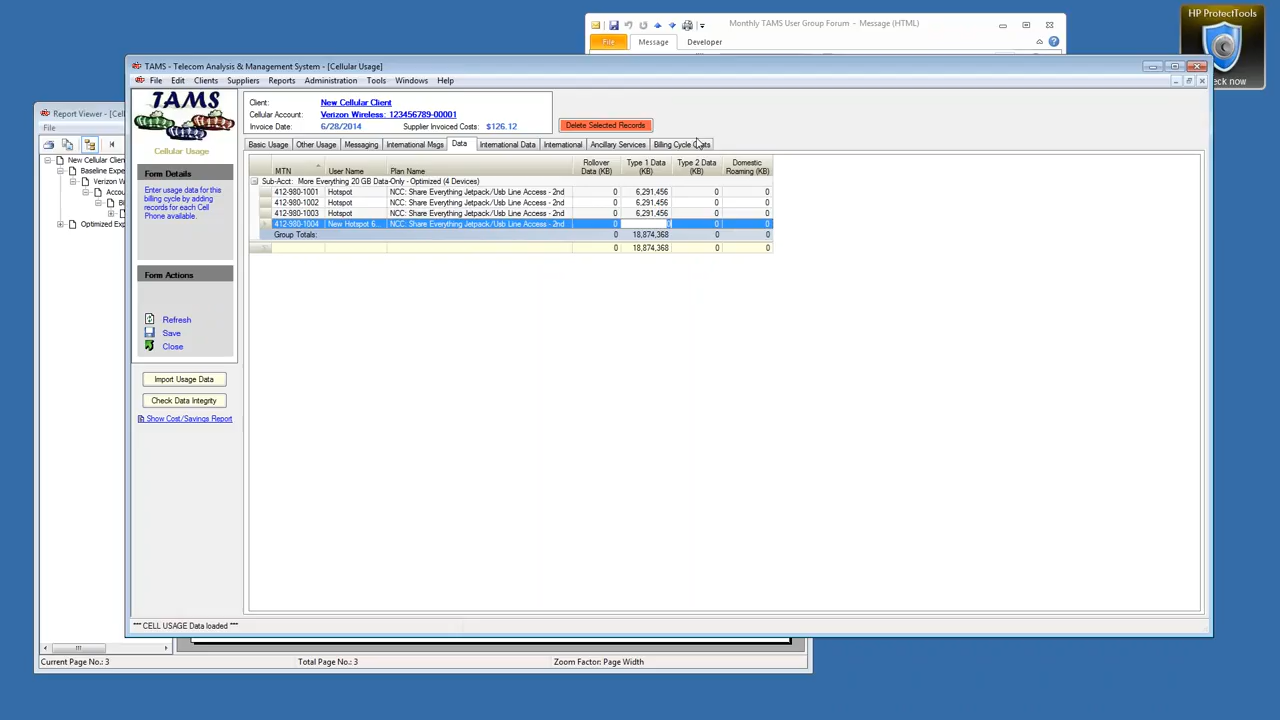 HP ProtectTools
eck now
Monthly TAMS User Group Forum - Message (HTML)
File Message Developer
TAMS - Telecom Analysis & Management System - [Cellular Usage]
File Edit Clients Suppliers Reports Administration Tools Windows Help
TAMS
Cellular Usage
Form Details
Enter usage data for this
billing cycle by adding
records for each Cell
Phone available.
Form Actions
Refresh
Save
Close
Import Usage Data
Check Data Integrity
Show Cost/Savings Report
Client: New Cellular Client
Cellular Account: Verizon Wireless: 123456789-00001
Invoice Date: 6/28/2014 Supplier Invoiced Costs: $126.12
Delete Selected Records
Basic Usage Other Usage Messaging International Msgs Data International Data International Ancillary Services Billing Cycle
MTN User Name Plan Name Rollover Data (KB) Type 1 Data (KB) Type 2 Data (KB) Domestic Roaming (KB)
Sub-Acct: More Everything 20 GB Data-Only - Optimized (4 Devices)
412-980-1001 Hotspot NCC: Share Everything Jetpack/Usb Line Access - 2nd 0 6,291,456 0 0
412-980-1002 Hotspot NCC: Share Everything Jetpack/Usb Line Access - 2nd 0 6,291,456 0 0
412-980-1003 Hotspot NCC: Share Everything Jetpack/Usb Line Access - 2nd 0 6,291,456 0 0
412-980-1004 New Hotspot 6... NCC: Share Everything Jetpack/Usb Line Access - 2nd 0 0 0
Group Totals: 0 18,874,368 0 0
0 18,874,368 0 0
*** CELL USAGE Data loaded ***
Report Viewer - [Cell
File
New Cellular Client
Baseline Expe
Verizon W
Accou
Bi
Optimized Exp
Current Page No.: 3 Total Page No.: 3 Zoom Factor: Page Width